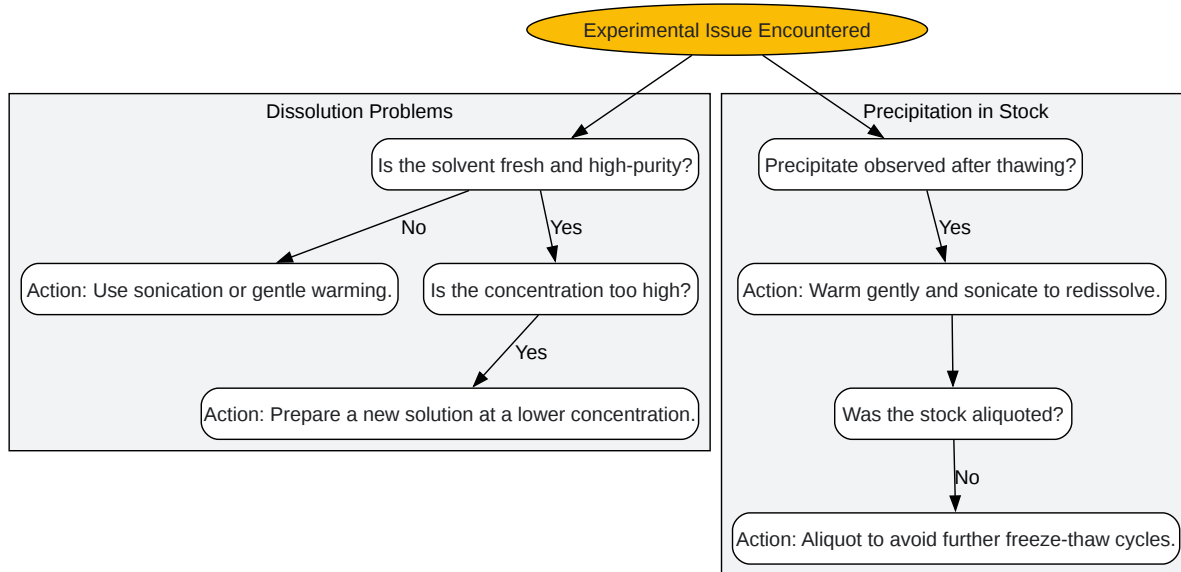 Experimental Issue Encountered
Dissolution Problems
Is the solvent fresh and high-purity?
No
Yes
Action: Use sonication or gentle warming.
Is the concentration too high?
Yes
Action: Prepare a new solution at a lower concentration.
Precipitation in Stock
Precipitate observed after thawing?
Yes
Action: Warm gently and sonicate to redissolve.
Was the stock aliquoted?
No
Action: Aliquot to avoid further freeze-thaw cycles.